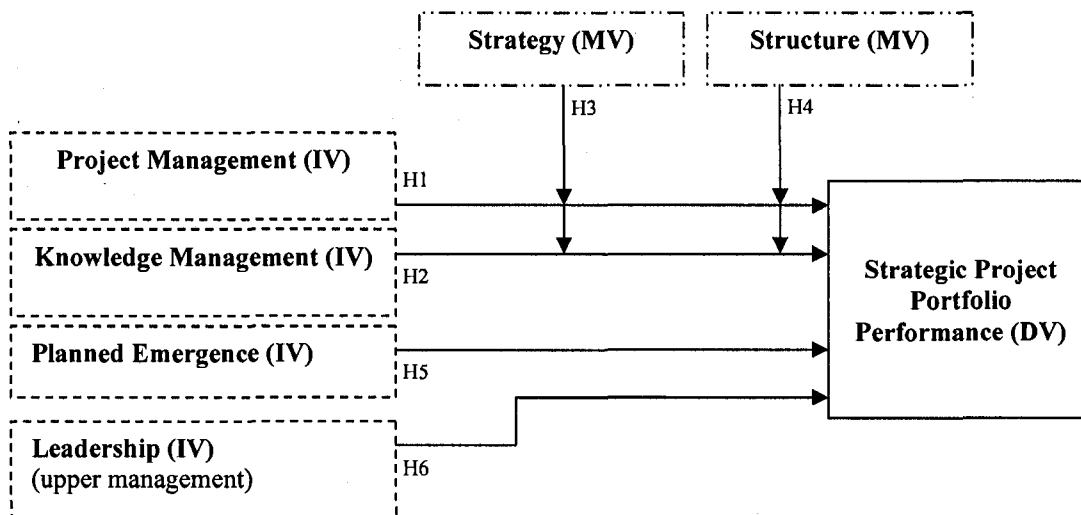 Strategy (MV)
Structure (MV)
H3
H4
Project Management (IV)
H1
Knowledge Management (IV)
H2
Strategic Project
Portfolio
Performance (DV)
Planned Emergence (IV)
H5
Leadership (IV)
(upper management)
H6